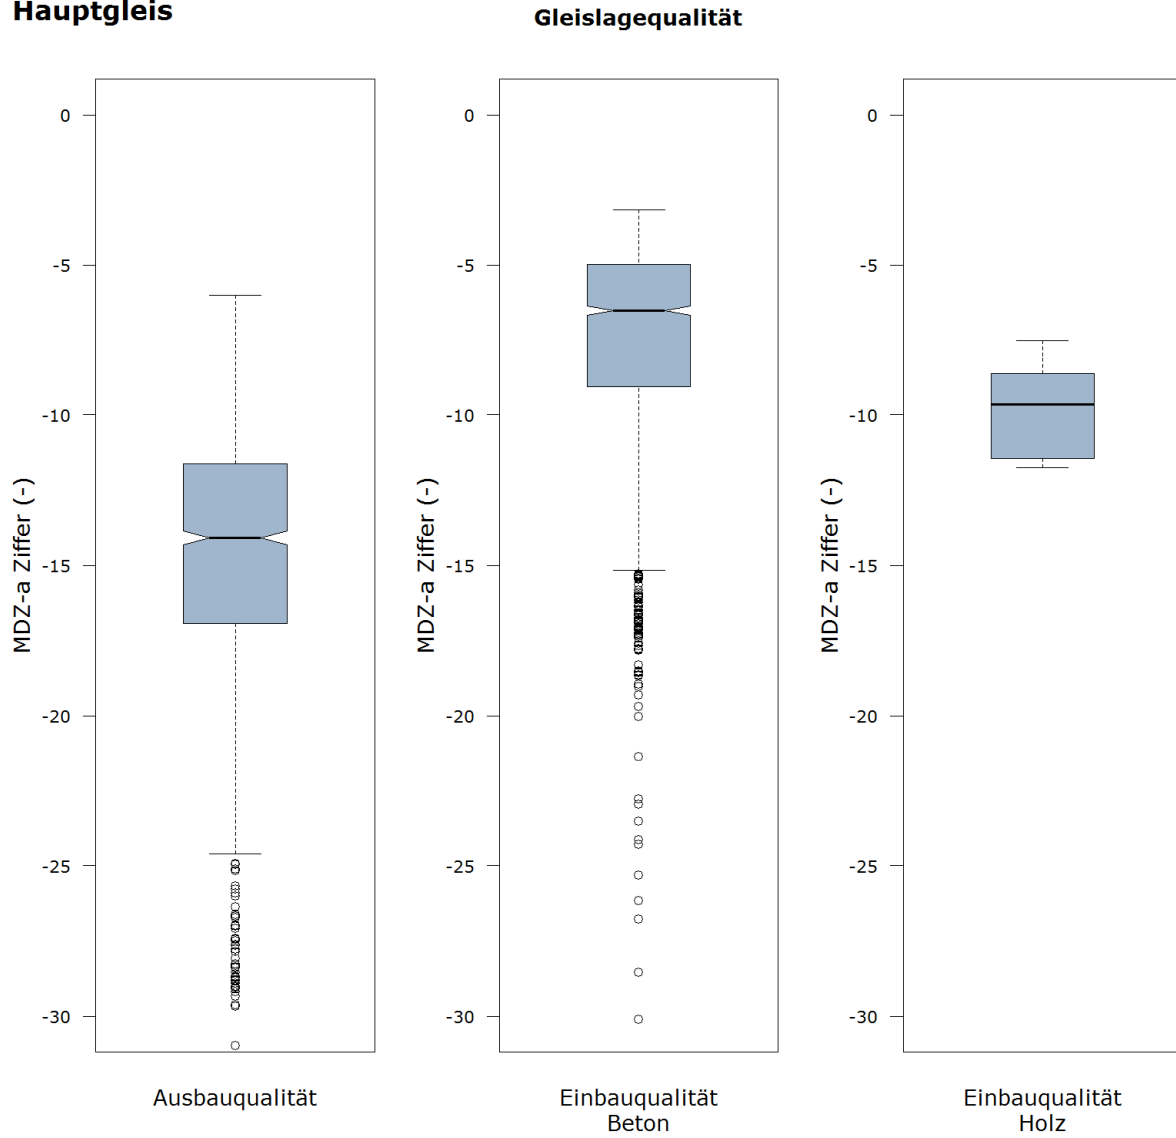 Hauptgleis
Gleislagequalität
MDZ-a Ziffer (-)
0
-5
-10
-15
-20
-25
-30
Ausbauqualität
MDZ-a Ziffer (-)
0
-5
-10
-15
-20
-25
-30
Einbauqualität
Beton
MDZ-a Ziffer (-)
0
-5
-10
-15
-20
-25
-30
Einbauqualität
Holz